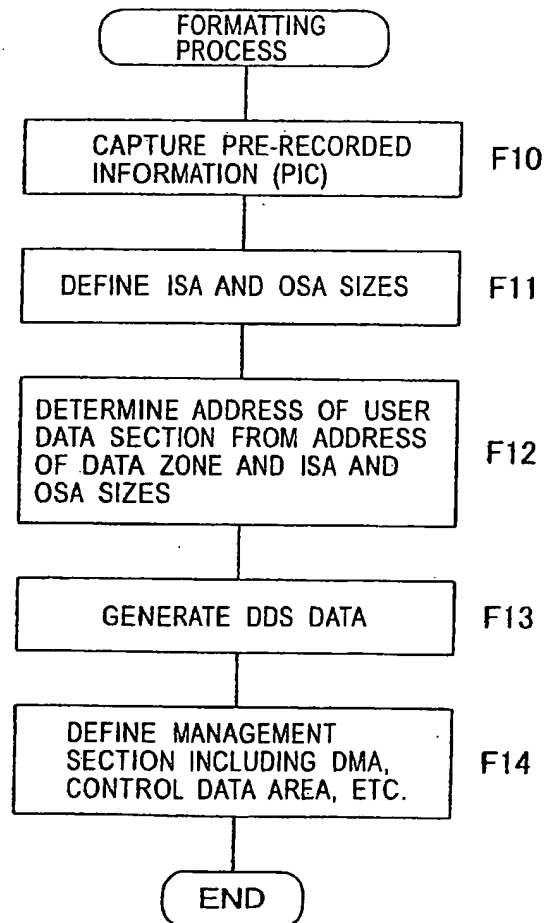 FORMATTING
PROCESS
CAPTURE PRE-RECORDED
INFORMATION (PIC)
F10
DEFINE ISA AND OSA SIZES
F11
DETERMINE ADDRESS OF USER
DATA SECTION FROM ADDRESS
OF DATA ZONE AND ISA AND
OSA SIZES
F12
GENERATE DDS DATA
F13
DEFINE MANAGEMENT
SECTION INCLUDING DMA,
CONTROL DATA AREA, ETC.
F14
END